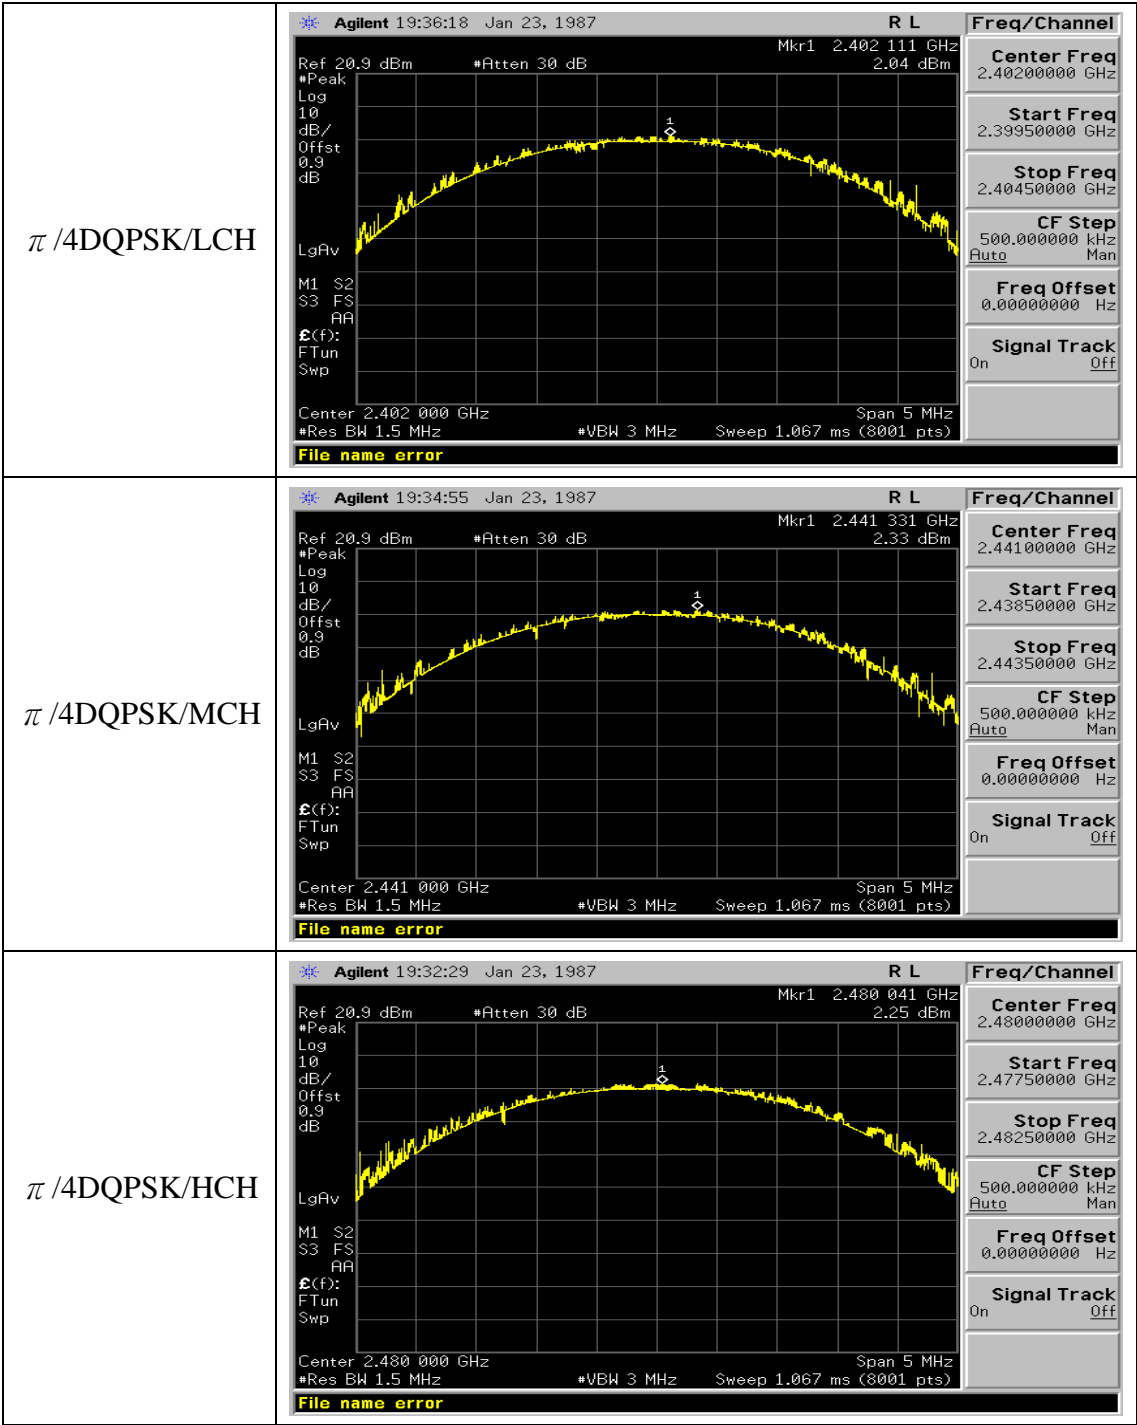 π/4DQPSK/LCH
Agilent 19:36:18 Jan 23, 1987 R L
Mkr1 2.402 111 GHz
Ref 20.9 dBm #Atten 30 dB 2.04 dBm
#Peak
Log
10
dB/
Offst
0.9
dB
1
LgAv
M1 S2
S3 FS
AA
£(f):
FTun
Swp
Center 2.402 000 GHz Span 5 MHz
#Res BW 1.5 MHz #VBW 3 MHz Sweep 1.067 ms (8001 pts)
File name error
Freq/Channel
Center Freq
2.40200000 GHz
Start Freq
2.39950000 GHz
Stop Freq
2.40450000 GHz
CF Step
500.000000 kHz
Auto Man
Freq Offset
0.00000000 Hz
Signal Track
On Off
π/4DQPSK/MCH
Agilent 19:34:55 Jan 23, 1987 R L
Mkr1 2.441 331 GHz
Ref 20.9 dBm #Atten 30 dB 2.33 dBm
#Peak
Log
10
dB/
Offst
0.9
dB
1
LgAv
M1 S2
S3 FS
AA
£(f):
FTun
Swp
Center 2.441 000 GHz Span 5 MHz
#Res BW 1.5 MHz #VBW 3 MHz Sweep 1.067 ms (8001 pts)
File name error
Freq/Channel
Center Freq
2.44100000 GHz
Start Freq
2.43850000 GHz
Stop Freq
2.44350000 GHz
CF Step
500.000000 kHz
Auto Man
Freq Offset
0.00000000 Hz
Signal Track
On Off
π/4DQPSK/HCH
Agilent 19:32:29 Jan 23, 1987 R L
Mkr1 2.480 041 GHz
Ref 20.9 dBm #Atten 30 dB 2.25 dBm
#Peak
Log
10
dB/
Offst
0.9
dB
1
LgAv
M1 S2
S3 FS
AA
£(f):
FTun
Swp
Center 2.480 000 GHz Span 5 MHz
#Res BW 1.5 MHz #VBW 3 MHz Sweep 1.067 ms (8001 pts)
File name error
Freq/Channel
Center Freq
2.48000000 GHz
Start Freq
2.47750000 GHz
Stop Freq
2.48250000 GHz
CF Step
500.000000 kHz
Auto Man
Freq Offset
0.00000000 Hz
Signal Track
On Off